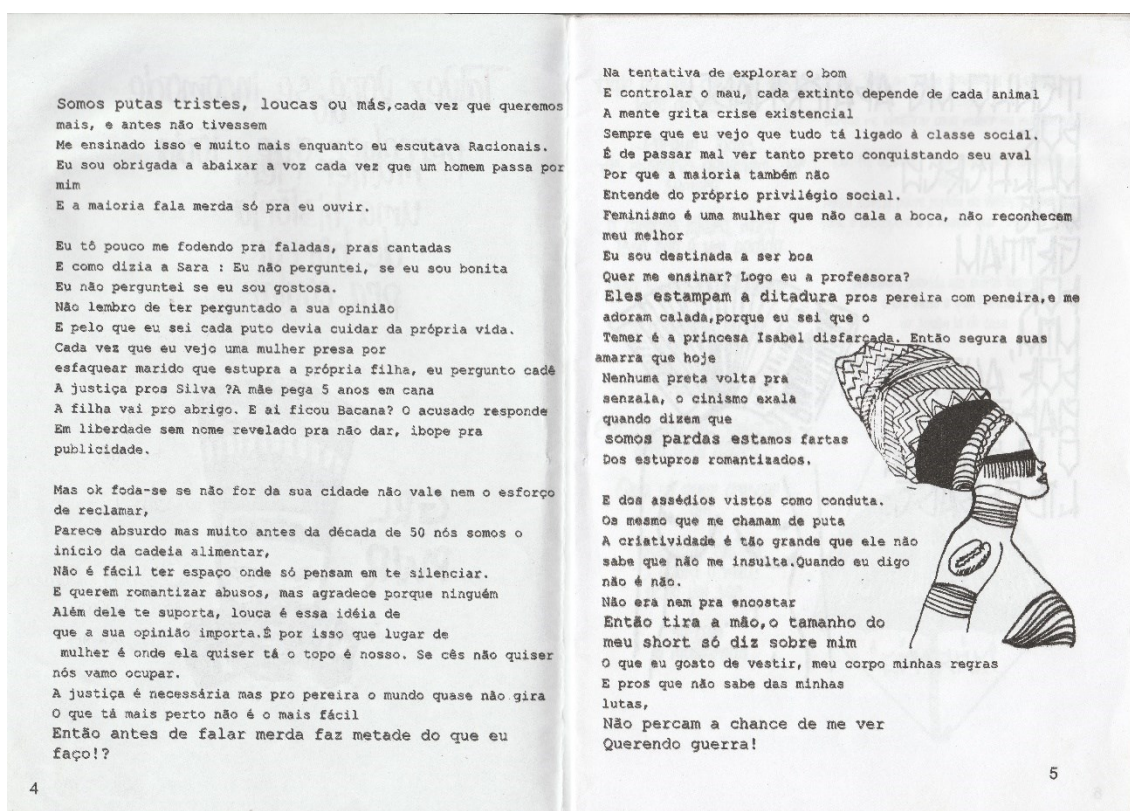 Somos putas tristes, loucas ou más,cada vez que queremos
mais, e antes não tivessem
Me ensinado isso e muito mais enquanto eu escutava Racionais.
Eu sou obrigada a abaixar a voz cada vez que um homem passa por
mim
E a maioria fala merda só pra eu ouvir.
Eu tô pouco me fodendo pra faladas, pras cantadas
E como dizia a Sara : Eu não perguntei, se eu sou bonita
Eu não perguntei se eu sou gostosa.
Não lembro de ter perguntado a sua opinião
E pelo que eu sei cada puto devia cuidar da própria vida.
Cada vez que eu vejo uma mulher presa por
esfaquear marido que estupra a própria filha, eu pergunto cadê
A justiça pros Silva ?A mãe pega 5 anos em cana
A filha vai pro abrigo. E ai ficou Bacana? O acusado responde
Em liberdade sem nome revelado pra não dar, ibope pra
publicidade.
Mas ok foda-se se não for da sua cidade não vale nem o esforço
de reclamar,
Parece absurdo mas muito antes da década de 50 nós somos o
início da cadeia alimentar,
Não é fácil ter espaço onde só pensam em te silenciar.
E querem romantizar abusos, mas agradece porque ninguém
Além dele te suporta, louca é essa idéia de
que a sua opinião importa.É por isso que lugar de
mulher é onde ela quiser tá o topo é nosso. Se cês não quiser
nós vamo ocupar.
A justiça é necessária mas pro pereira o mundo quase não gira
O que tá mais perto não é o mais fácil
Então antes de falar merda faz metade do que eu
faço!?
4
Na tentativa de explorar o bom
E controlar o mau, cada extinto depende de cada animal
A mente grita crise existencial
Sempre que eu vejo que tudo tá ligado à classe social.
É de passar mal ver tanto preto conquistando seu aval
Por que a maioria também não
Entende do próprio privilégio social.
Feminismo é uma mulher que não cala a boca, não reconhecem
meu melhor
Eu sou destinada a ser boa
Quer me ensinar? Logo eu a professora?
Eles estampam a ditadura pros pereira com peneira,e me
adoram calada,porque eu sei que o
Temer é a princesa Isabel disfarçada. Então segura suas
amarra que hoje
Nenhuma preta volta pra
senzala, o cinismo exala
quando dizem que
somos pardas estamos fartas
Dos estupros romantizados.
E dos assédios vistos como conduta.
Os mesmo que me chamam de puta
A criatividade é tão grande que ele não
sabe que não me insulta.Quando eu digo
não é não.
Não era nem pra encostar
Então tira a mão,o tamanho do
meu short só diz sobre mim
O que eu gosto de vestir, meu corpo minhas regras
E pros que não sabe das minhas
lutas,
Não percam a chance de me ver
Querendo guerra!
5